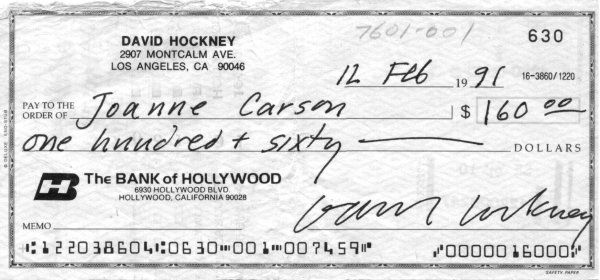 7601-001
DAVID HOCKNEY
630
2907 MONTCALM AVE.
LOS ANGELES, CA 90046
12 Feb 1991 16-3860/1220
PAY TO THE
ORDER OF Joanne Carson $ 160 00
one hundred + sixty DOLLARS
The BANK of HOLLYWOOD
6930 HOLLYWOOD BLVD.
HOLLYWOOD, CALIFORNIA 90028
David Hockney
MEMO
⑆122038604⑆0630⑈001⑈007459⑈ ⑈0000016000⑈
SAFETY PAPER